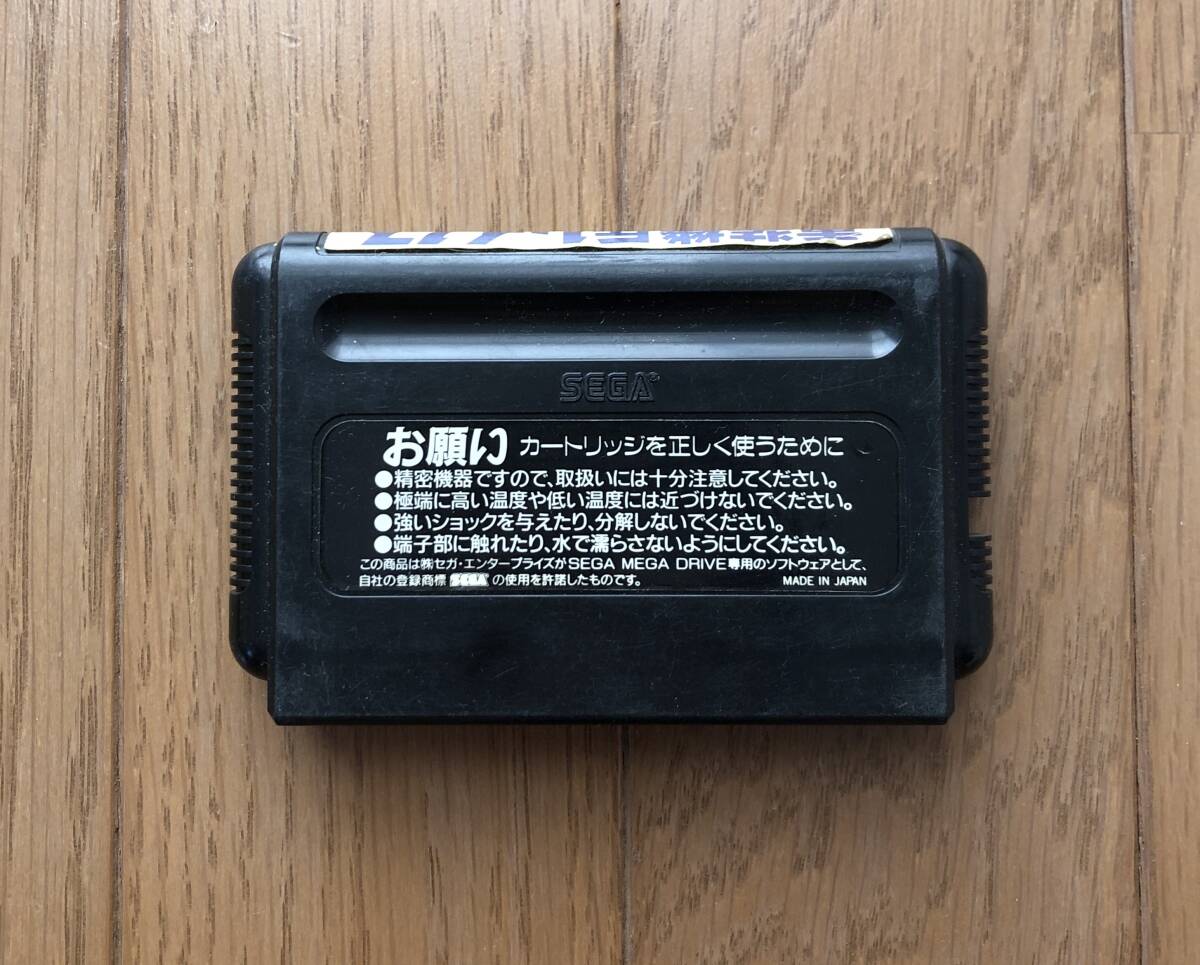 SEGA®
お願い カートリッジを正しく使うために
●精密機器ですので、取扱いには十分注意してください。
●極端に高い温度や低い温度には近づけないでください。
●強いショックを与えたり、分解しないでください。
●端子部に触れたり、水で濡らさないようにしてください。
この商品は㈱セガ・エンタープライズがSEGA MEGA DRIVE専用のソフトウェアとして、
自社の登録商標 SEGA® の使用を許諾したものです。 MADE IN JAPAN